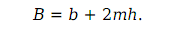 B = b + 2mh.